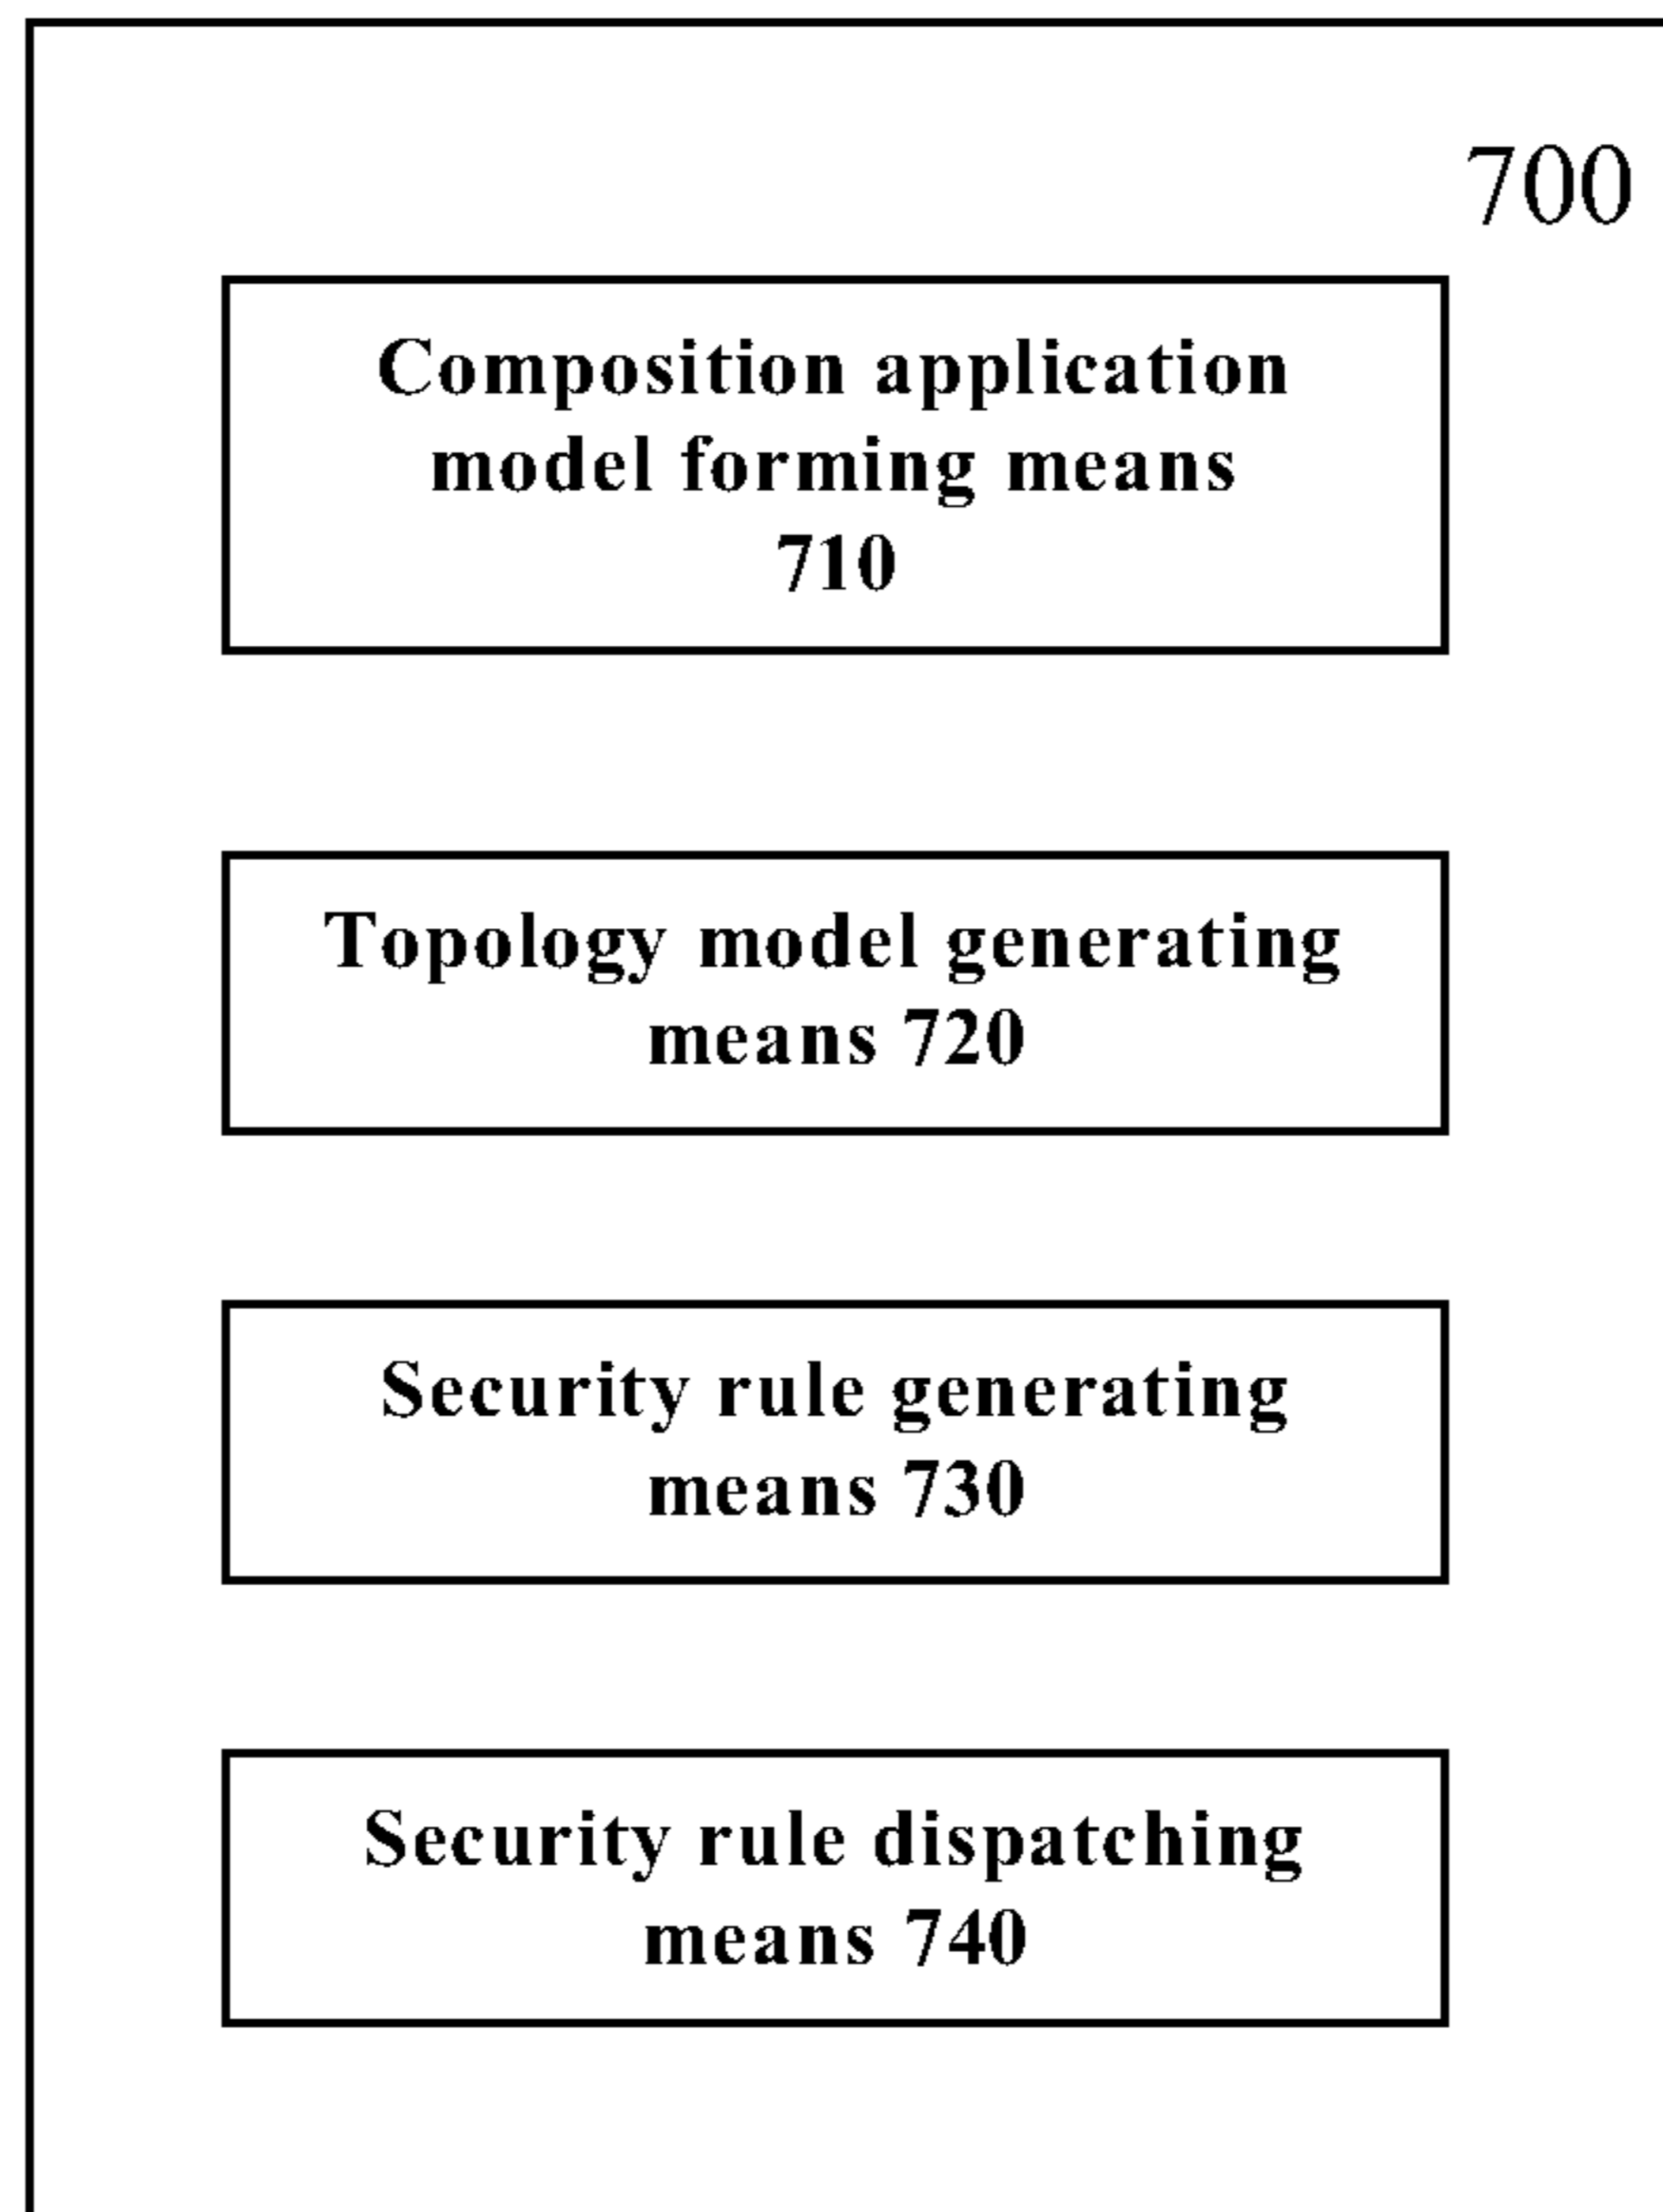 700
Composition application
model forming means
710
Topology model generating
means 720
Security rule generating
means 730
Security rule dispatching
means 740